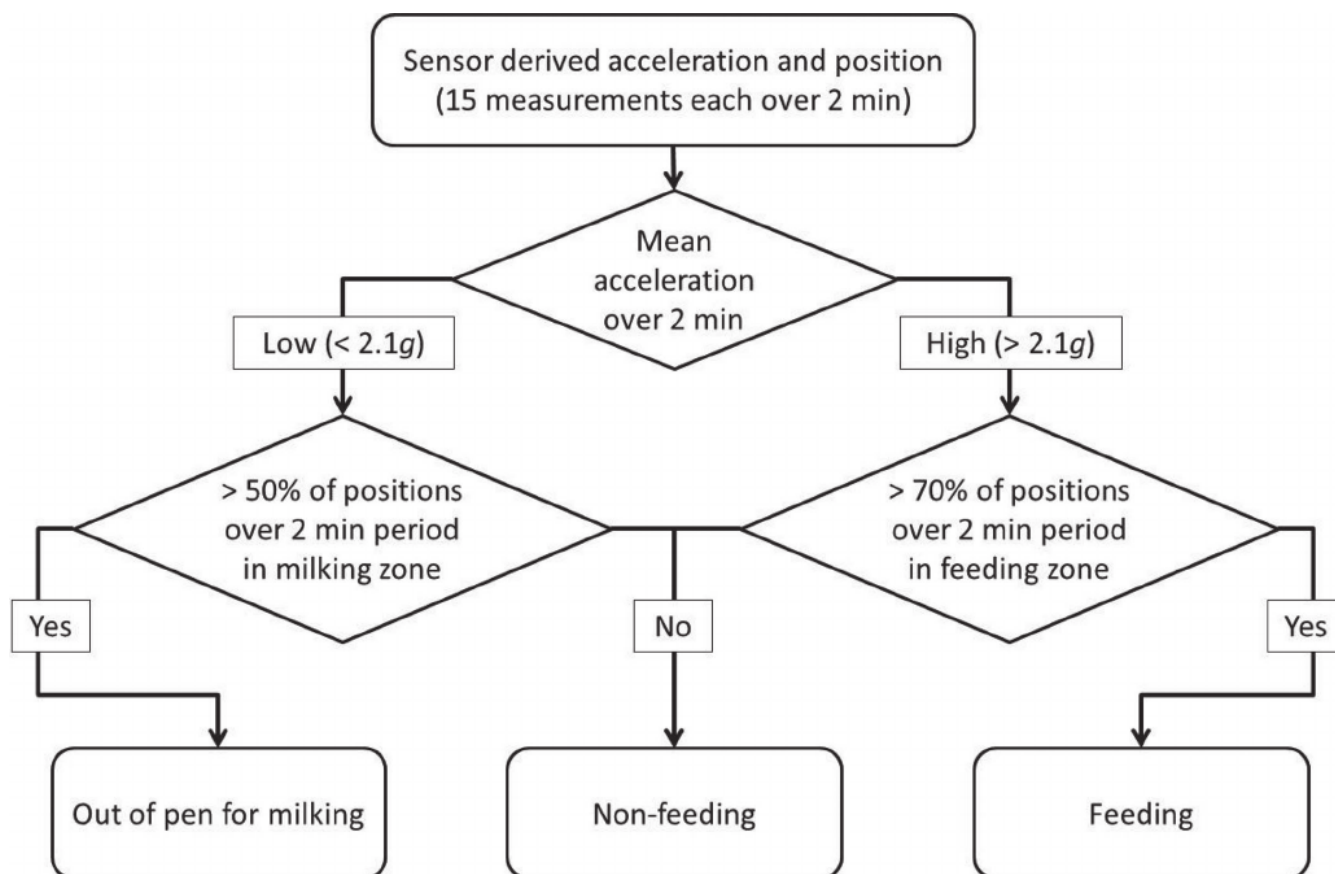 Sensor derived acceleration and position
(15 measurements each over 2 min)
Mean
acceleration
over 2 min
Low (< 2.1g)
High (> 2.1g)
> 50% of positions
over 2 min period
in milking zone
> 70% of positions
over 2 min period
in feeding zone
Yes
No
Yes
Out of pen for milking
Non-feeding
Feeding